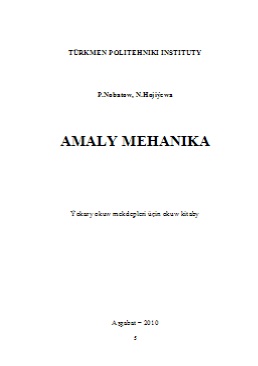 TÜRKMEN POLITEHNIKI INSTITUTY
P.Nobatow, N.Hojiýewa
AMALY MEHANIKA
Ýokary okuw mekdepleri üçin okuw kitaby
Aşgabat – 2010
5